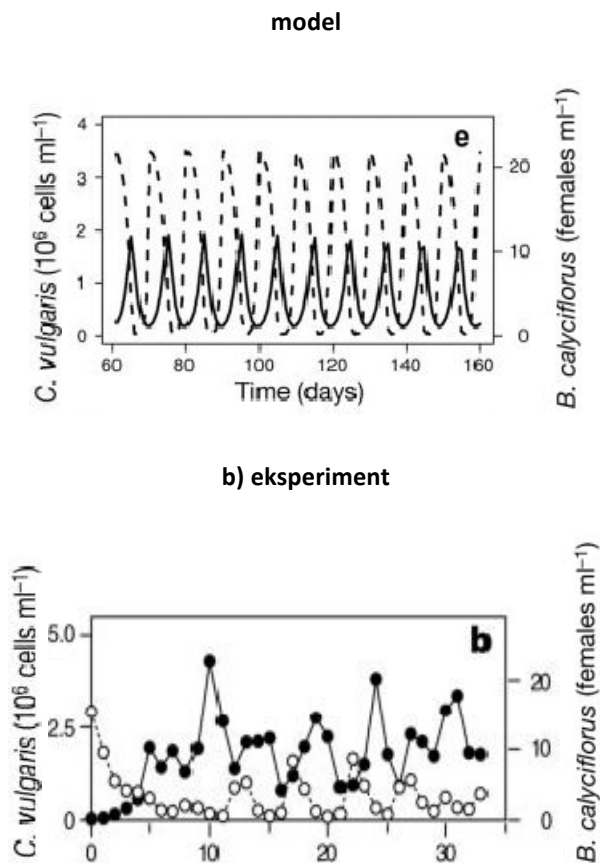 model
e
C. vulgaris (10⁶ cells ml⁻¹)
4
3
2
1
0
20
10
0
B. calyciflorus (females ml⁻¹)
60
80
100
120
140
160
Time (days)
b) eksperiment
b
C. vulgaris (10⁶ cells ml⁻¹)
5.0
2.5
0
20
10
0
B. calyciflorus (females ml⁻¹)
0
10
20
30